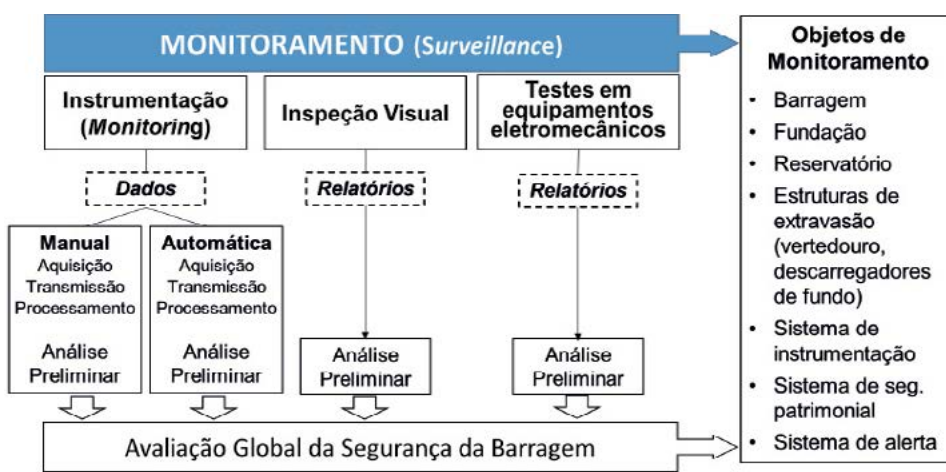 MONITORAMENTO (Surveillance)
Instrumentação
(Monitoring)
Inspeção Visual
Testes em
equipamentos
eletromecânicos
Dados
Relatórios
Relatórios
Manual
Aquisição
Transmissão
Processamento
Análise
Preliminar
Automática
Aquisição
Transmissão
Processamento
Análise
Preliminar
Análise
Preliminar
Análise
Preliminar
Avaliação Global da Segurança da Barragem
Objetos de
Monitoramento
• Barragem
• Fundação
• Reservatório
• Estruturas de
extravasão
(vertedouro,
descarregadores
de fundo)
• Sistema de
instrumentação
• Sistema de seg.
patrimonial
• Sistema de alerta